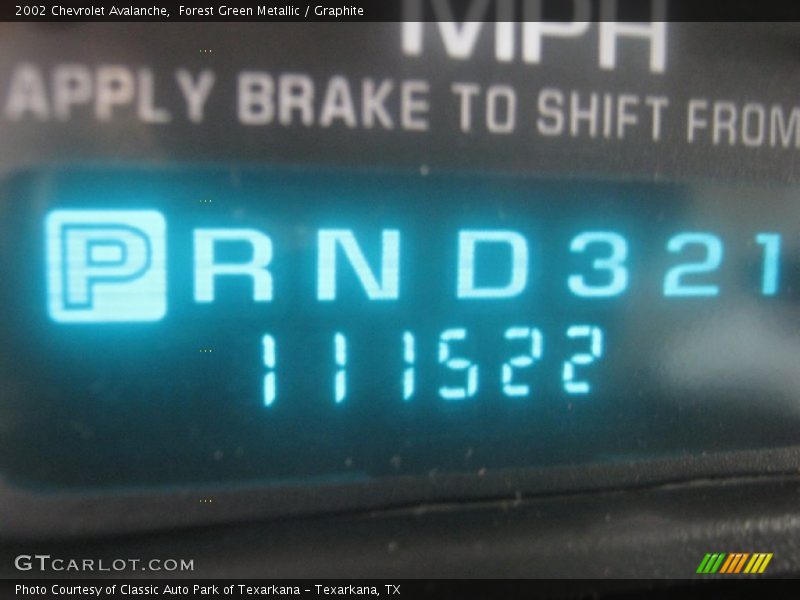 2002 Chevrolet Avalanche,  Forest Green Metallic / Graphite
MPH
APPLY BRAKE TO SHIFT FROM
P R N D 3 2 1
111522
GTCARLOT.COM
Photo Courtesy of Classic Auto Park of Texarkana - Texarkana, TX